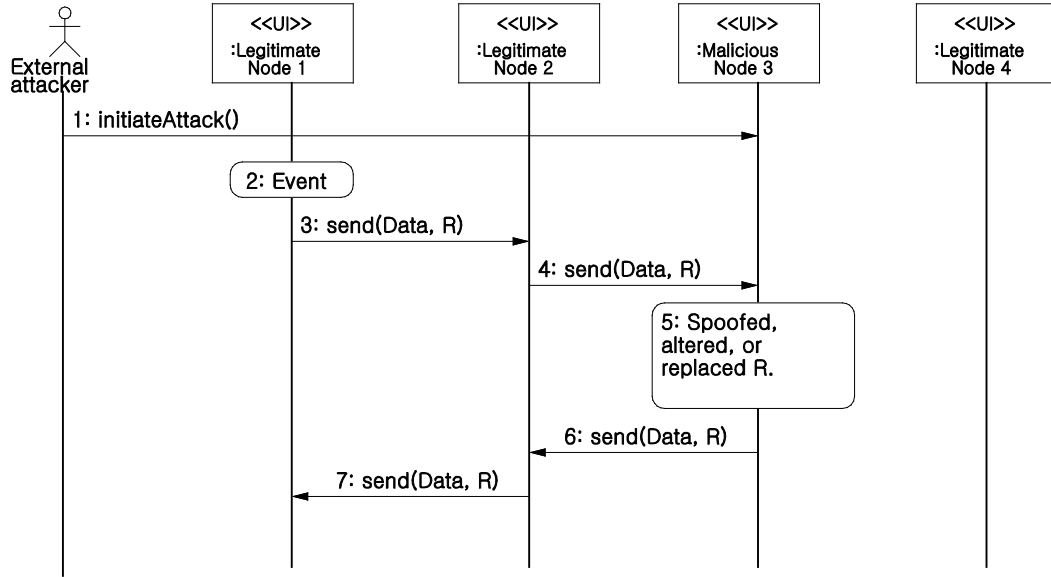 <<UI>>
:Legitimate
Node 1
<<UI>>
:Legitimate
Node 2
<<UI>>
:Malicious
Node 3
<<UI>>
:Legitimate
Node 4
External
attacker
1: initiateAttack()
2: Event
3: send(Data, R)
4: send(Data, R)
5: Spoofed,
altered, or
replaced R.
6: send(Data, R)
7: send(Data, R)